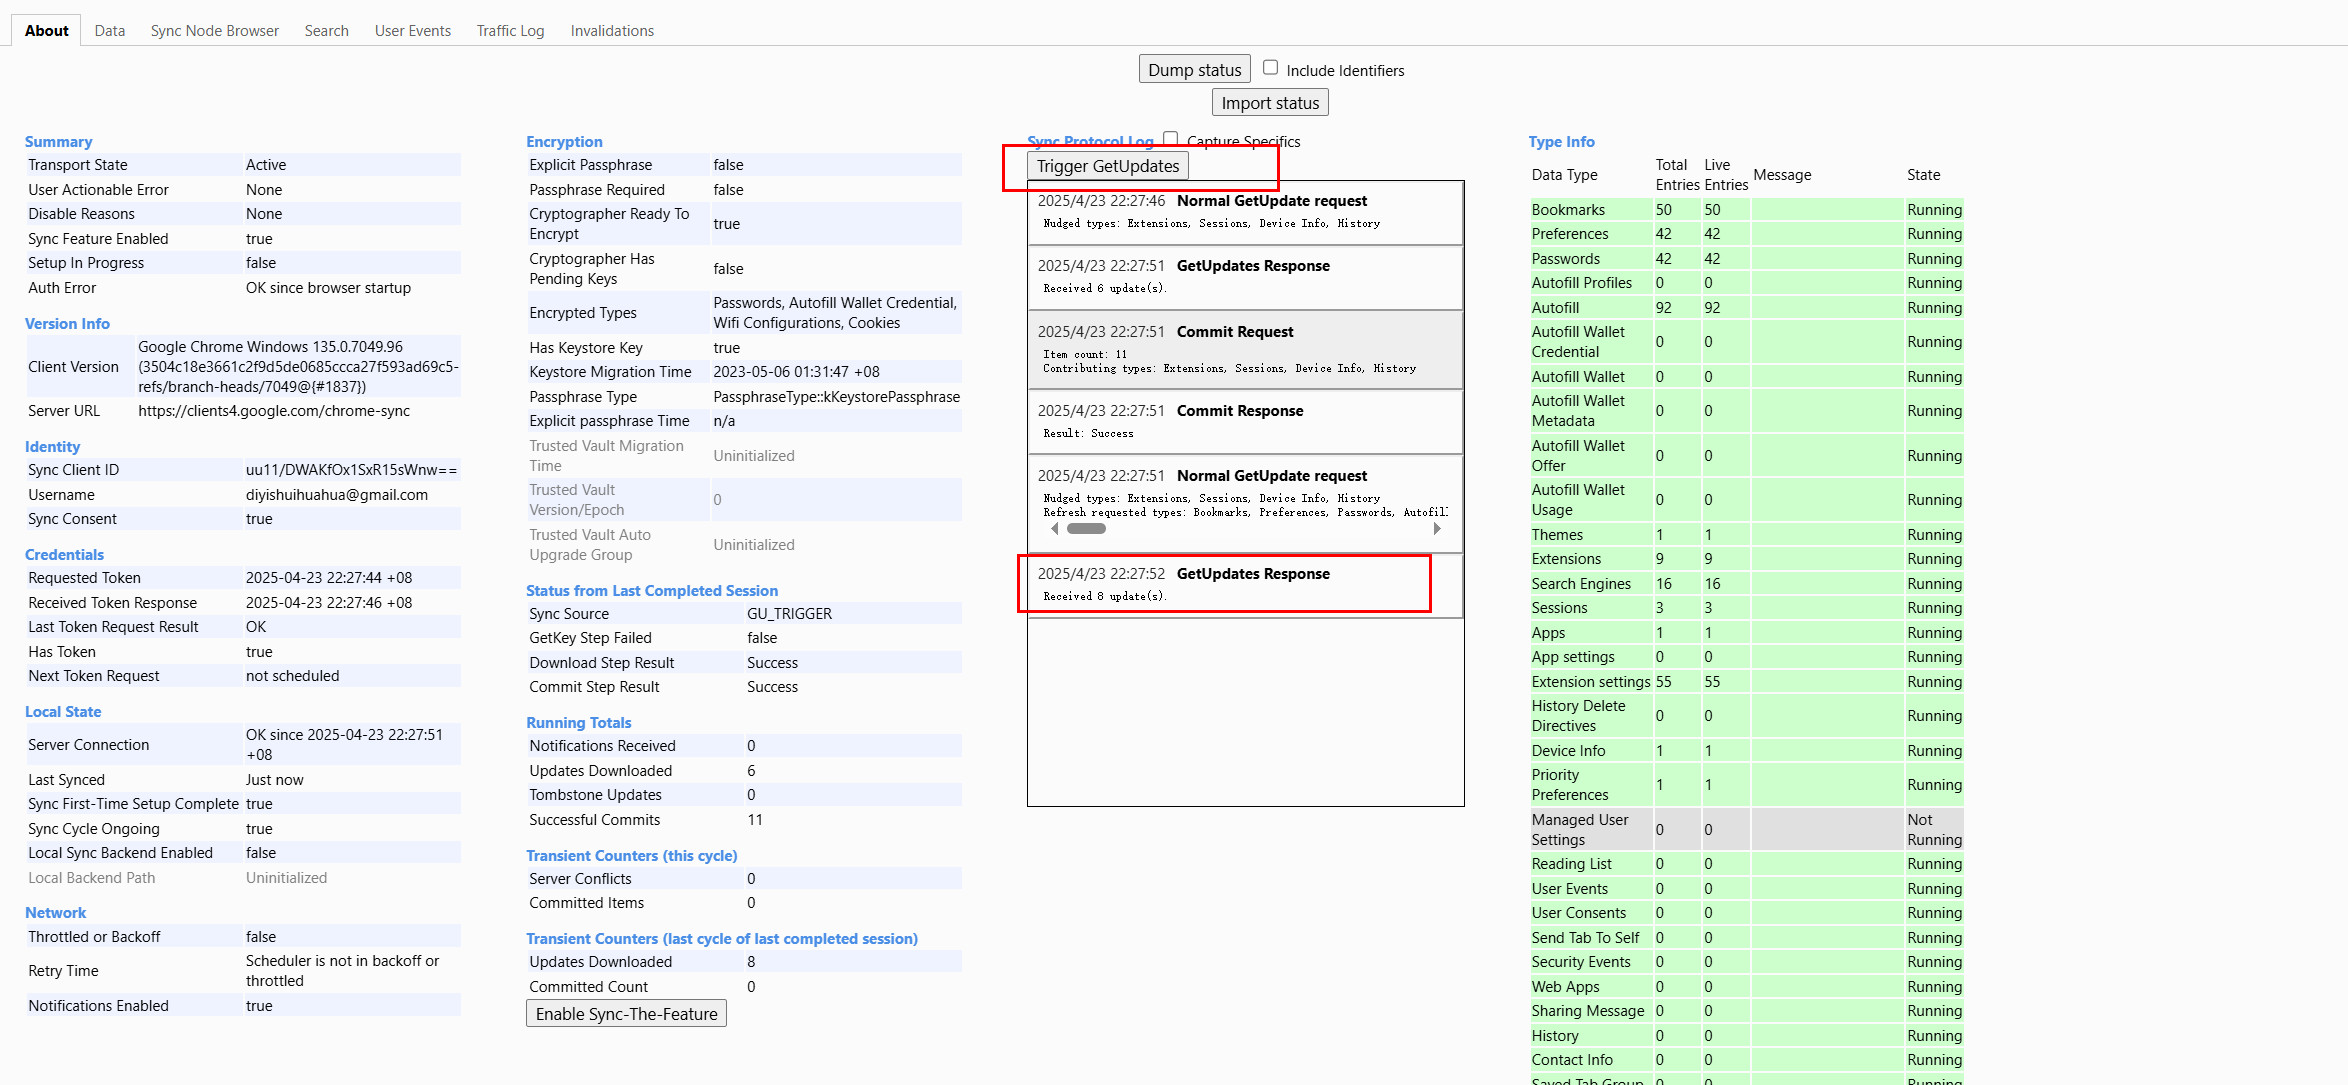 About Data Sync Node Browser Search User Events Traffic Log Invalidations
Dump status Include Identifiers
Import status
Summary
Transport State Active
User Actionable Error None
Disable Reasons None
Sync Feature Enabled true
Setup In Progress false
Auth Error OK since browser startup
Version Info
Client Version Google Chrome Windows 135.0.7049.96
(3504c18e3661c2f9d5de0685ccca27f593ad69c5-
refs/branch-heads/7049@{#1837})
Server URL https://clients4.google.com/chrome-sync
Identity
Sync Client ID uu11/DWAKfOx1SxR15sWnw==
Username diyishuihuahua@gmail.com
Sync Consent true
Credentials
Requested Token 2025-04-23 22:27:44 +08
Received Token Response 2025-04-23 22:27:46 +08
Last Token Request Result OK
Has Token true
Next Token Request not scheduled
Local State
Server Connection OK since 2025-04-23 22:27:51
+08
Last Synced Just now
Sync First-Time Setup Complete true
Sync Cycle Ongoing true
Local Sync Backend Enabled false
Local Backend Path Uninitialized
Network
Throttled or Backoff false
Retry Time Scheduler is not in backoff or
throttled
Notifications Enabled true
Encryption
Explicit Passphrase false
Passphrase Required false
Cryptographer Ready To
Encrypt true
Cryptographer Has
Pending Keys false
Encrypted Types Passwords, Autofill Wallet Credential,
Wifi Configurations, Cookies
Has Keystore Key true
Keystore Migration Time 2023-05-06 01:31:47 +08
Passphrase Type PassphraseType::kKeystorePassphrase
Explicit passphrase Time n/a
Trusted Vault Migration
Time Uninitialized
Trusted Vault
Version/Epoch 0
Trusted Vault Auto
Upgrade Group Uninitialized
Status from Last Completed Session
Sync Source GU_TRIGGER
GetKey Step Failed false
Download Step Result Success
Commit Step Result Success
Running Totals
Notifications Received 0
Updates Downloaded 6
Tombstone Updates 0
Successful Commits 11
Transient Counters (this cycle)
Server Conflicts 0
Committed Items 0
Transient Counters (last cycle of last completed session)
Updates Downloaded 8
Committed Count 0
Enable Sync-The-Feature
Sync Protocol Log Capture Specifics
Trigger GetUpdates
2025/4/23 22:27:46 Normal GetUpdate request
Nudged types: Extensions, Sessions, Device Info, History
2025/4/23 22:27:51 GetUpdates Response
Received 6 update(s).
2025/4/23 22:27:51 Commit Request
Item count: 11
Contributing types: Extensions, Sessions, Device Info, History
2025/4/23 22:27:51 Commit Response
Result: Success
2025/4/23 22:27:51 Normal GetUpdate request
Nudged types: Extensions, Sessions, Device Info, History
Refresh requested types: Bookmarks, Preferences, Passwords, Autofil
2025/4/23 22:27:52 GetUpdates Response
Received 8 update(s).
Type Info
Data Type Total Entries Live Entries Message State
Bookmarks 50 50 Running
Preferences 42 42 Running
Passwords 42 42 Running
Autofill Profiles 0 0 Running
Autofill 92 92 Running
Autofill Wallet
Credential 0 0 Running
Autofill Wallet 0 0 Running
Autofill Wallet
Metadata 0 0 Running
Autofill Wallet
Offer 0 0 Running
Autofill Wallet
Usage 0 0 Running
Themes 1 1 Running
Extensions 9 9 Running
Search Engines 16 16 Running
Sessions 3 3 Running
Apps 1 1 Running
App settings 0 0 Running
Extension settings 55 55 Running
History Delete
Directives 0 0 Running
Device Info 1 1 Running
Priority
Preferences 1 1 Running
Managed User
Settings 0 0 Not Running
Reading List 0 0 Running
User Events 0 0 Running
User Consents 0 0 Running
Send Tab To Self 0 0 Running
Security Events 0 0 Running
Web Apps 0 0 Running
Sharing Message 0 0 Running
History 0 0 Running
Contact Info 0 0 Running
Saved Tab Group 0 0 Running